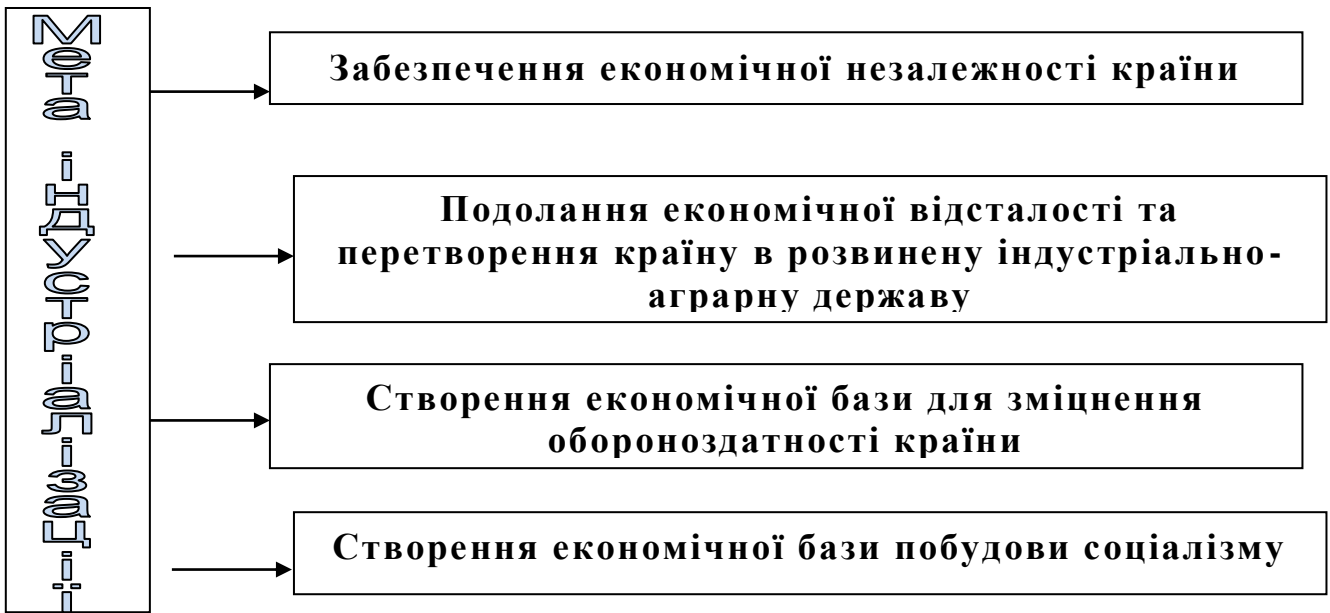 Мета індустріалізації
Забезпечення економічної незалежності країни
Подолання економічної відсталості та
перетворення країну в розвинену індустріально-
аграрну державу
Створення економічної бази для зміцнення
обороноздатності країни
Створення економічної бази побудови соціалізму